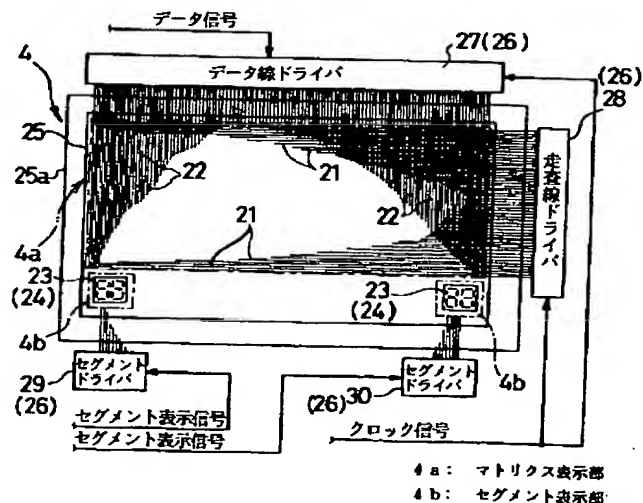 データ信号
27(26)
データ線ドライバ
4
(26)
28
25
25a
22
21
22
走査線ドライバ
4a
21
23
(24)
4b
23
(24)
4b
セグメント
ドライバ
29
(26)
セグメント
ドライバ
(26)30
セグメント表示信号
セグメント表示信号
クロック信号
4a: マトリクス表示部
4b: セグメント表示部